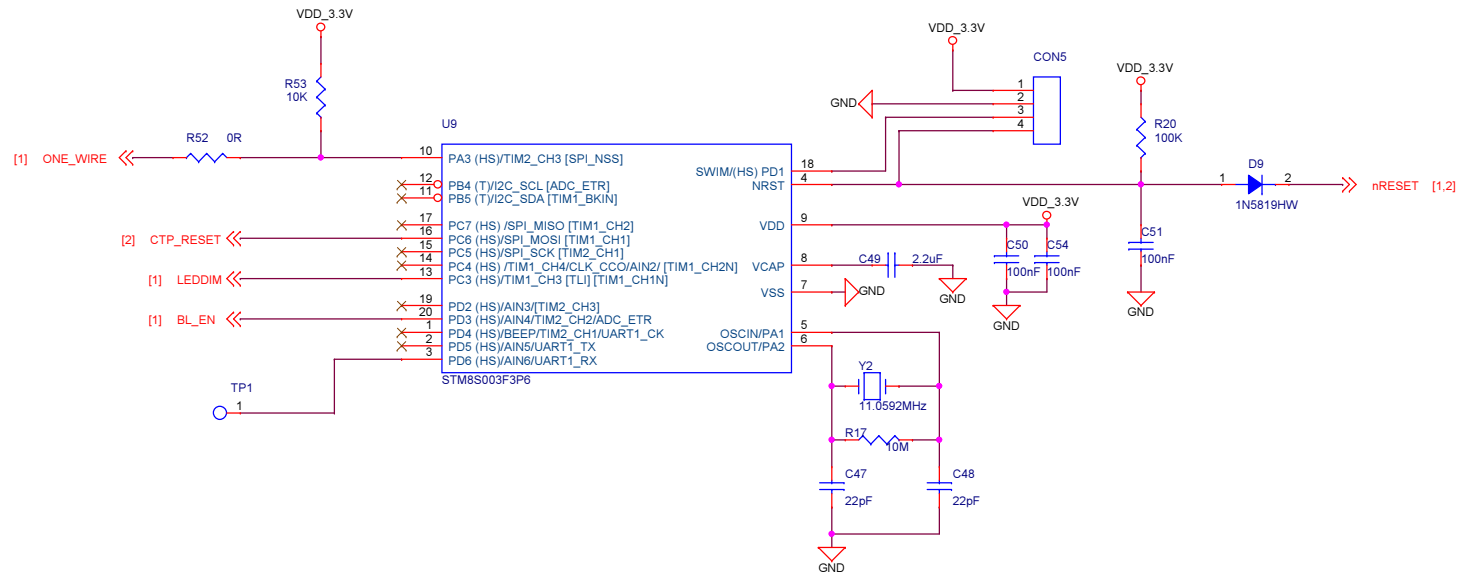 VDD_3.3V
R53
10K
R52 0R
[1] ONE_WIRE
U9
10 PA3 (HS)/TIM2_CH3 [SPI_NSS]
12 PB4 (T)/I2C_SCL [ADC_ETR]
11 PB5 (T)/I2C_SDA [TIM1_BKIN]
17 PC7 (HS) /SPI_MISO [TIM1_CH2]
[2] CTP_RESET 16 PC6 (HS)/SPI_MOSI [TIM1_CH1]
15 PC5 (HS)/SPI_SCK [TIM2_CH1]
14 PC4 (HS) /TIM1_CH4/CLK_CCO/AIN2/ [TIM1_CH2N]
[1] LEDDIM 13 PC3 (HS)/TIM1_CH3 [TLI] [TIM1_CH1N]
19 PD2 (HS)/AIN3/[TIM2_CH3]
[1] BL_EN 20 PD3 (HS)/AIN4/TIM2_CH2/ADC_ETR
1 PD4 (HS)/BEEP/TIM2_CH1/UART1_CK
2 PD5 (HS)/AIN5/UART1_TX
3 PD6 (HS)/AIN6/UART1_RX
STM8S003F3P6
TP1
1
SWIM/(HS) PD1 18
NRST 4
VDD 9
VCAP 8
VSS 7
OSCIN/PA1 5
OSCOUT/PA2 6
VDD_3.3V
CON5
1
GND 2
3
4
VDD_3.3V
R20
100K
D9
1 2
1N5819HW
nRESET [1,2]
VDD_3.3V
C50
100nF
C54
100nF
GND
C51
100nF
GND
C49 2.2uF
GND
GND
Y2
11.0592MHz
R17
10M
C47
22pF
C48
22pF
GND